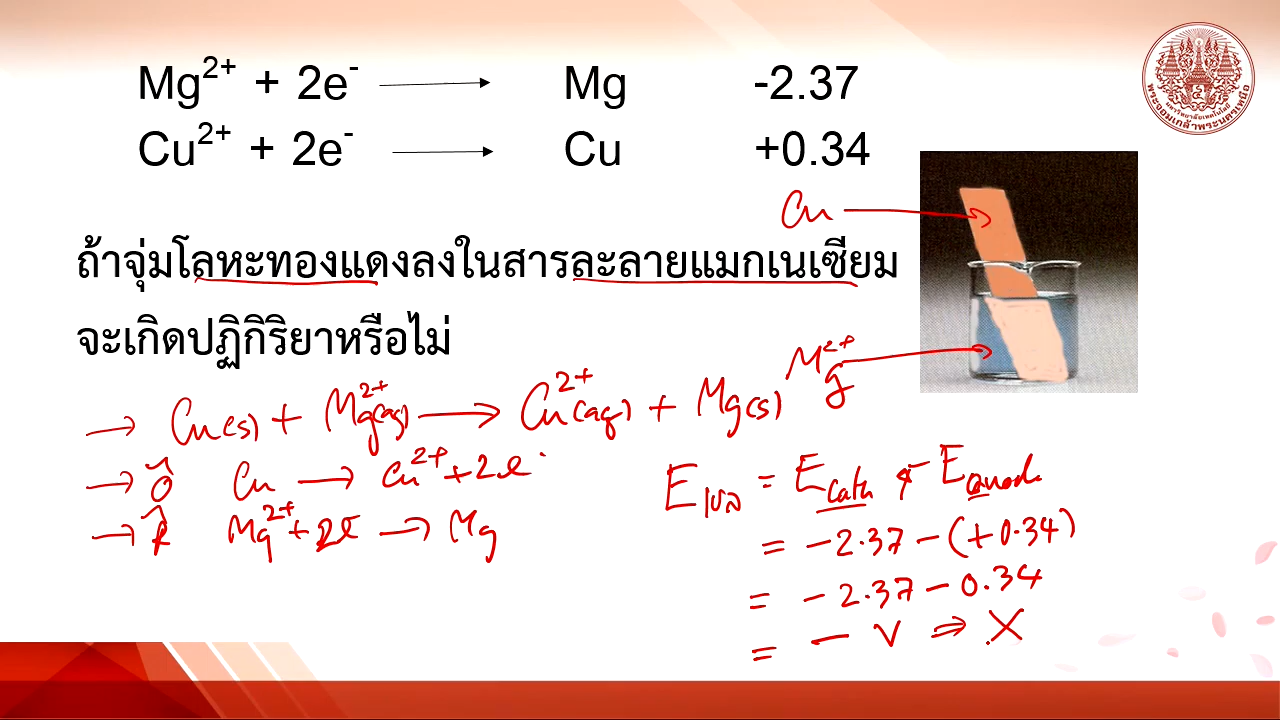 Mg2+ + 2e- → Mg -2.37
Cu2+ + 2e- → Cu +0.34
Cu →
ถ้าจุ่มโลหะทองแดงลงในสารละลายแมกเนเซียม
จะเกิดปฏิกิริยาหรือไม่
Mg2+ →
→ Cu(s) + Mg2+(aq) → Cu2+(aq) + Mg(s)
→ O Cu → Cu2+ + 2e-
→ R Mg2+ + 2e → Mg
Eเซล = Ecath - Eanode
= -2.37 - (+0.34)
= -2.37 - 0.34
= - V ⇒ X